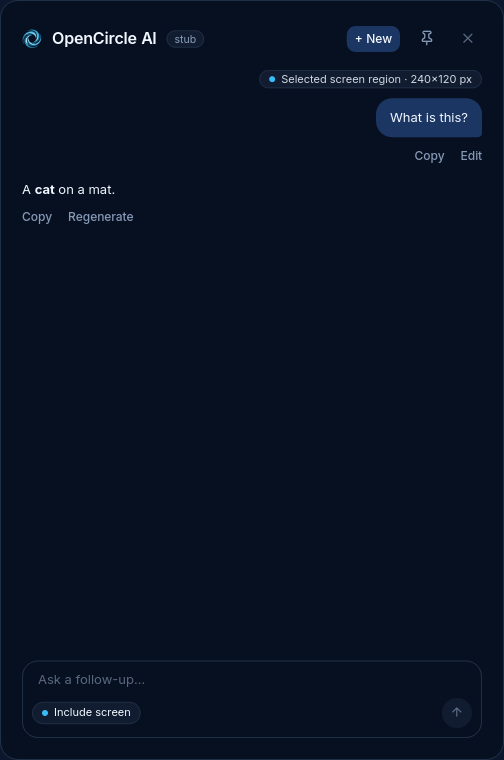 OpenCircle AI stub + New
Selected screen region · 240×120 px
What is this?
Copy Edit
A cat on a mat.
Copy Regenerate
Ask a follow-up...
Include screen